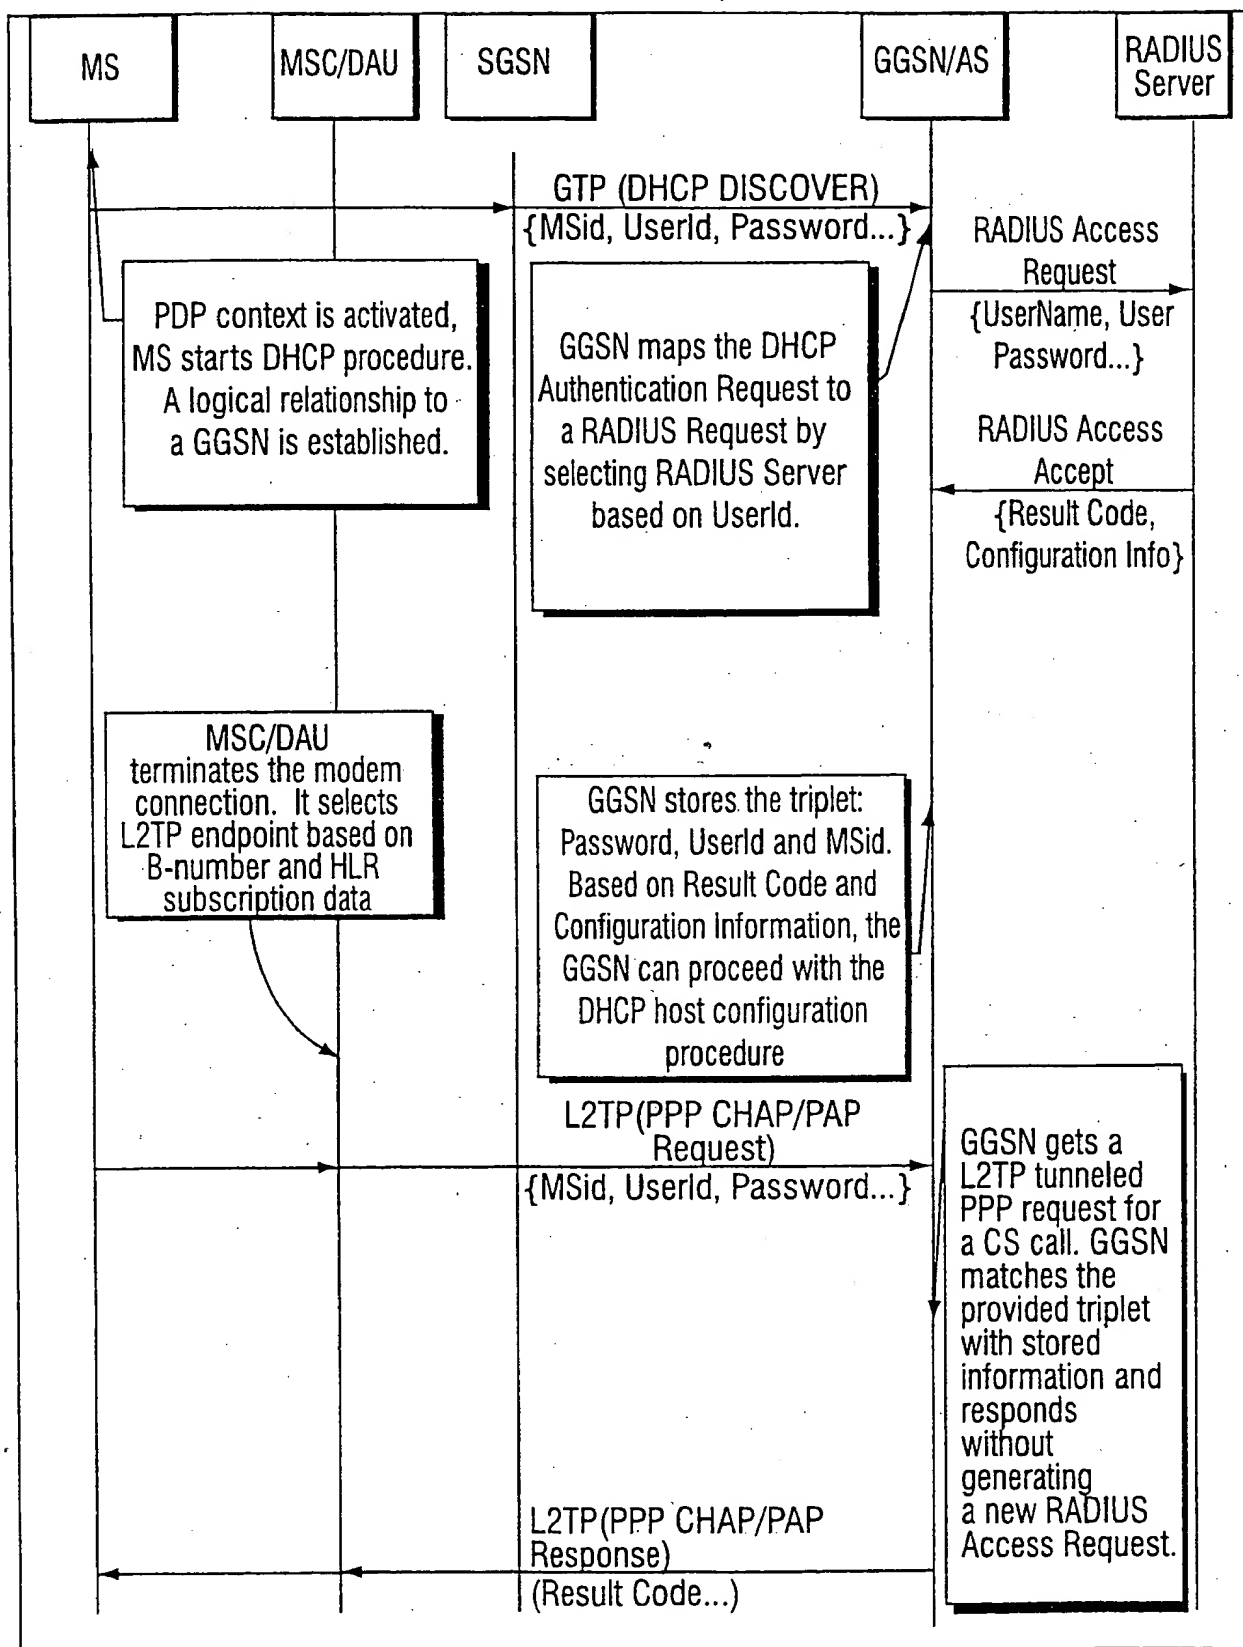 MS
MSC/DAU
SGSN
GGSN/AS
RADIUS
Server
GTP (DHCP DISCOVER)
{MSid, UserId, Password...}
RADIUS Access
Request
{UserName, User
Password...}
PDP context is activated,
MS starts DHCP procedure.
A logical relationship to
a GGSN is established.
GGSN maps the DHCP
Authentication Request to
a RADIUS Request by
selecting RADIUS Server
based on UserId.
RADIUS Access
Accept
{Result Code,
Configuration Info}
MSC/DAU
terminates the modem
connection. It selects
L2TP endpoint based on
B-number and HLR
subscription data
GGSN stores the triplet:
Password, UserId and MSid.
Based on Result Code and
Configuration Information, the
GGSN can proceed with the
DHCP host configuration
procedure
L2TP(PPP CHAP/PAP
Request)
{MSid, UserId, Password...}
GGSN gets a
L2TP tunneled
PPP request for
a CS call. GGSN
matches the
provided triplet
with stored
information and
responds
without
generating
a new RADIUS
Access Request.
L2TP(PPP CHAP/PAP
Response)
(Result Code...)